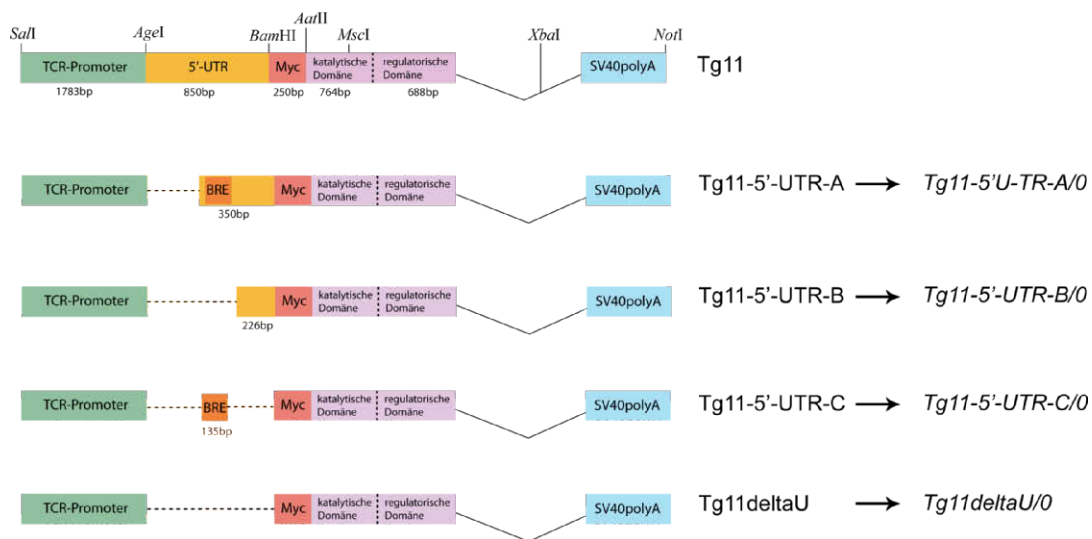 SalI AgeI BamHI AatII MscI XbaI NotI
TCR-Promoter 5'-UTR Myc katalytische Domäne regulatorische Domäne SV40polyA Tg11
1783bp 850bp 250bp 764bp 688bp
TCR-Promoter BRE Myc katalytische Domäne regulatorische Domäne SV40polyA Tg11-5'-UTR-A Tg11-5'U-TR-A/0
350bp
TCR-Promoter Myc katalytische Domäne regulatorische Domäne SV40polyA Tg11-5'-UTR-B Tg11-5'-UTR-B/0
226bp
TCR-Promoter BRE Myc katalytische Domäne regulatorische Domäne SV40polyA Tg11-5'-UTR-C Tg11-5'-UTR-C/0
135bp
TCR-Promoter Myc katalytische Domäne regulatorische Domäne SV40polyA Tg11deltaU Tg11deltaU/0